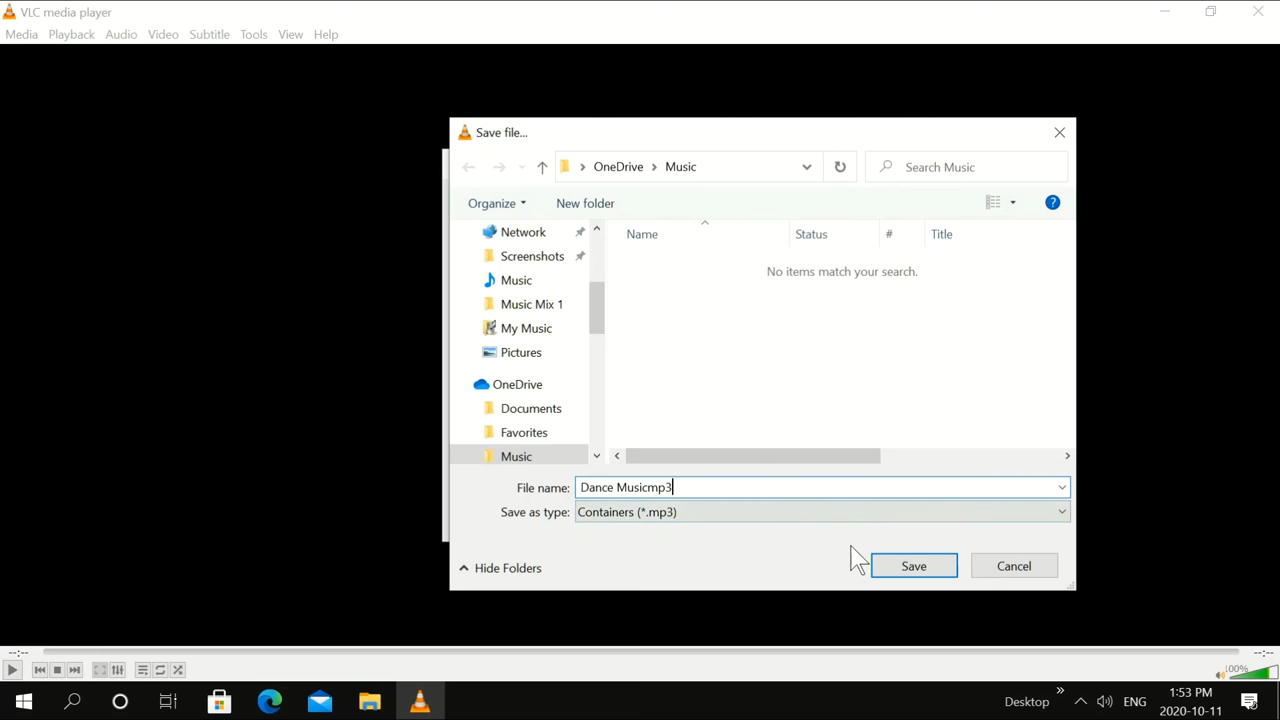 VLC media player
Media Playback Audio Video Subtitle Tools View Help
Save file...
OneDrive Music
Search Music
Organize New folder
Name Status # Title
No items match your search.
Network
Screenshots
Music
Music Mix 1
My Music
Pictures
OneDrive
Documents
Favorites
Music
File name: Dance Musicmp3
Save as type: Containers (*.mp3)
Hide Folders
Save Cancel
--:-- --:--
100%
Desktop ENG 1:53 PM
2020-10-11